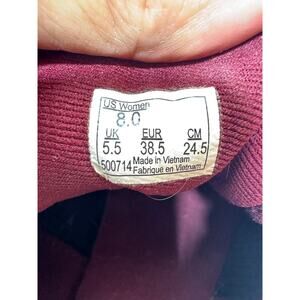 US Women
8.0
UK EUR CM
5.5 38.5 24.5
500714 Made in Vietnam
Fabriqué en Vietnam